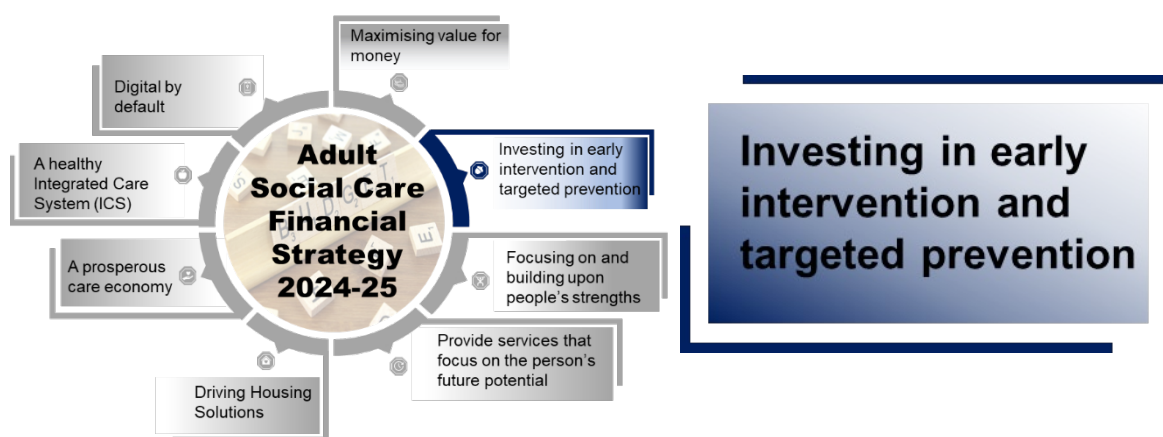 Maximising value for
money
Digital by
default
Investing in early
intervention and
targeted prevention
A healthy
Integrated Care
System (ICS)
Adult
Social Care
Financial
Strategy
2024-25
BUDGET
A prosperous
care economy
Focusing on and
building upon
people's strengths
Provide services that
focus on the person's
future potential
Driving Housing
Solutions
Investing in early
intervention and
targeted prevention